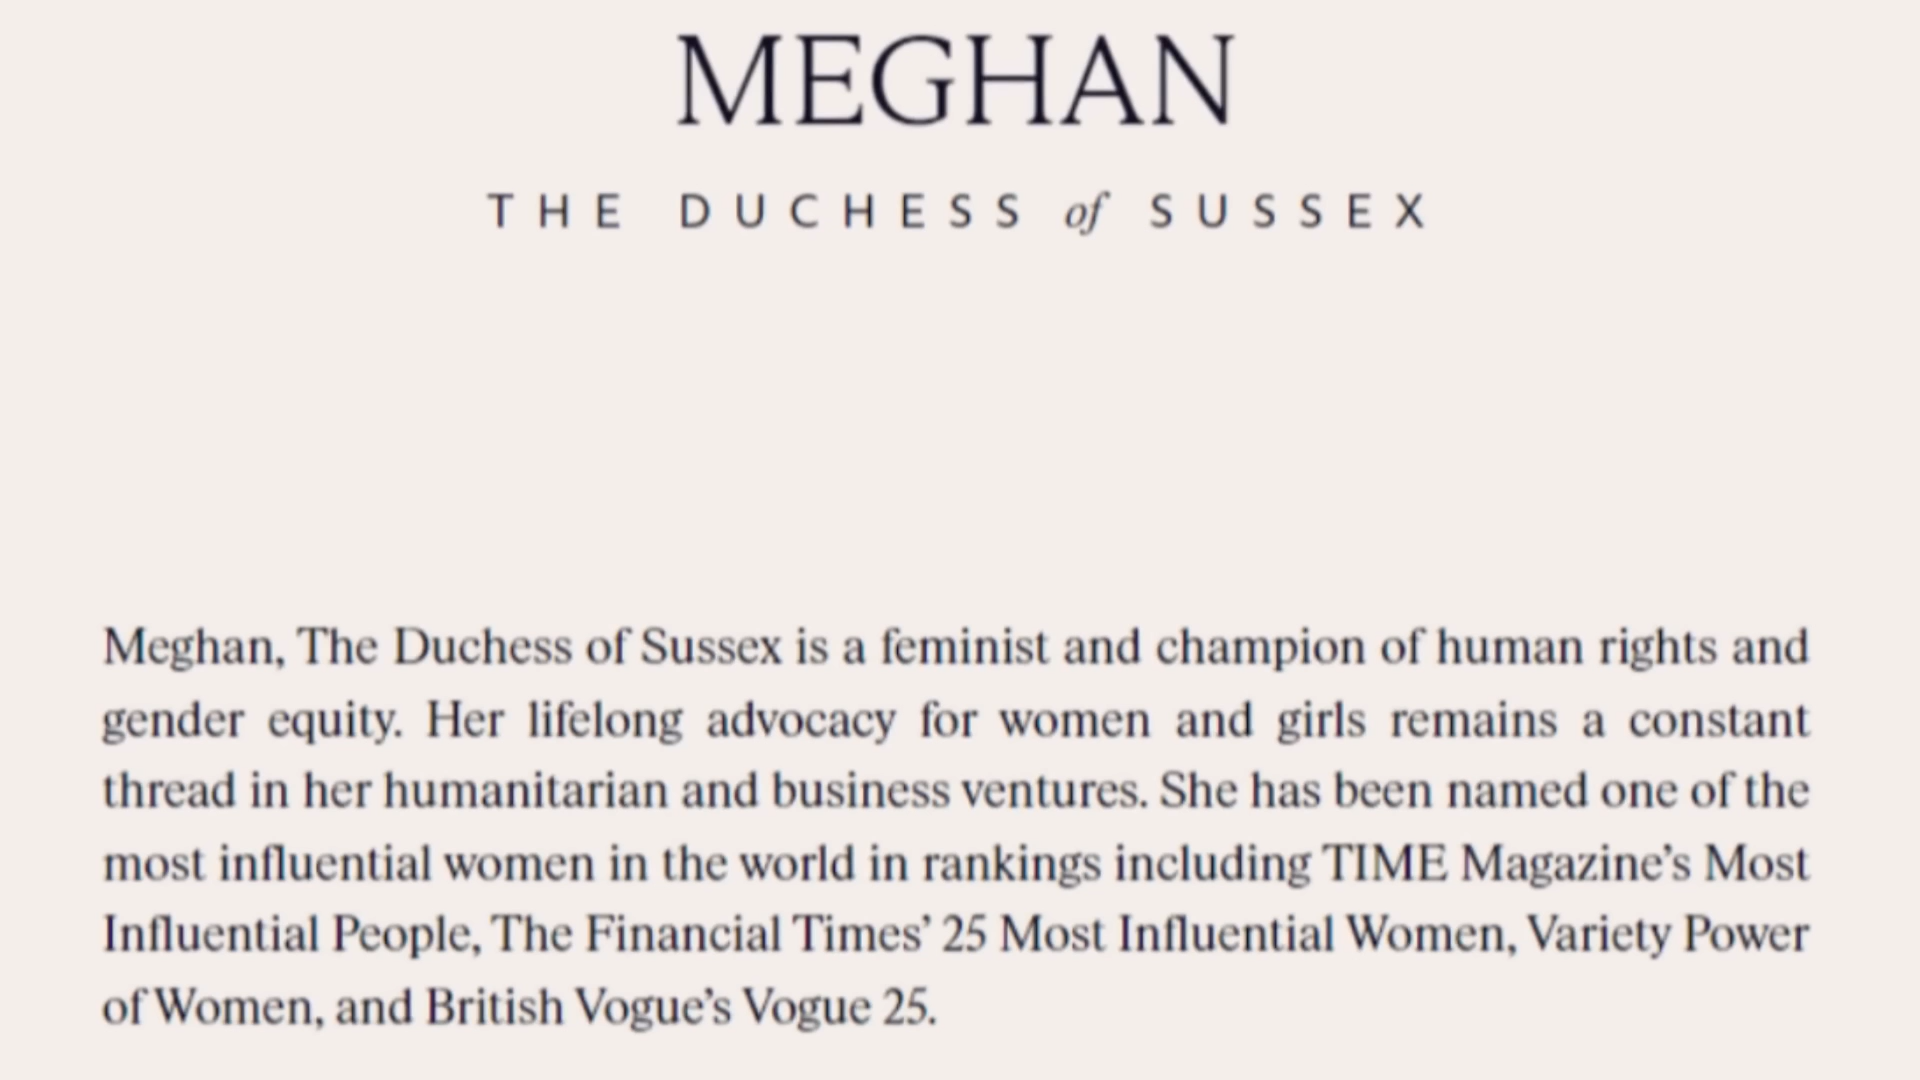 MEGHAN
THE DUCHESS of SUSSEX
Meghan, The Duchess of Sussex is a feminist and champion of human rights and
gender equity. Her lifelong advocacy for women and girls remains a constant
thread in her humanitarian and business ventures. She has been named one of the
most influential women in the world in rankings including TIME Magazine’s Most
Influential People, The Financial Times’ 25 Most Influential Women, Variety Power
of Women, and British Vogue’s Vogue 25.